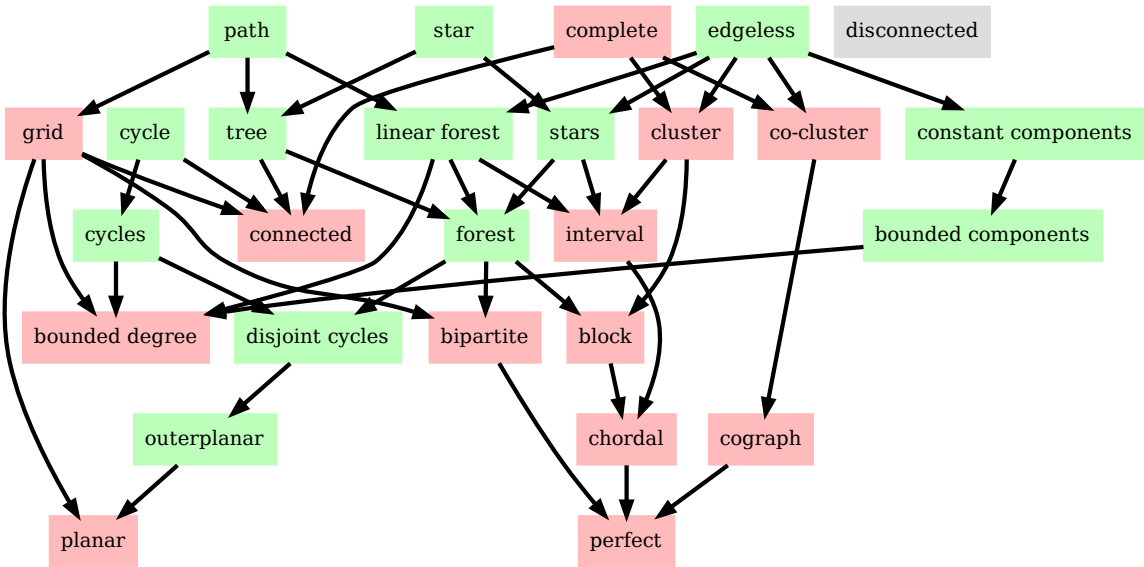 path
star
complete
edgeless
disconnected
grid
cycle
tree
linear forest
stars
cluster
co-cluster
constant components
cycles
connected
forest
interval
bounded components
bounded degree
disjoint cycles
bipartite
block
outerplanar
chordal
cograph
planar
perfect